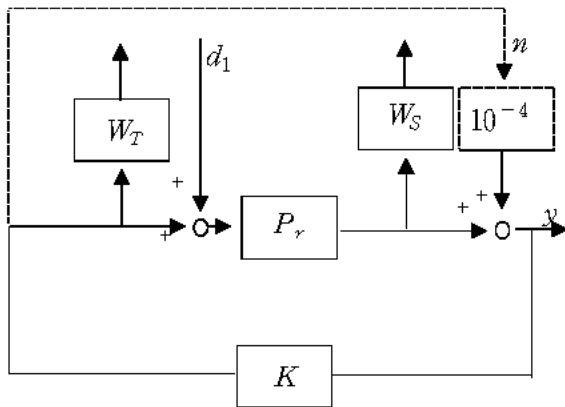 n
d₁
W_T
W_S
10⁻⁴
+
+
+
+
P_r
y
K